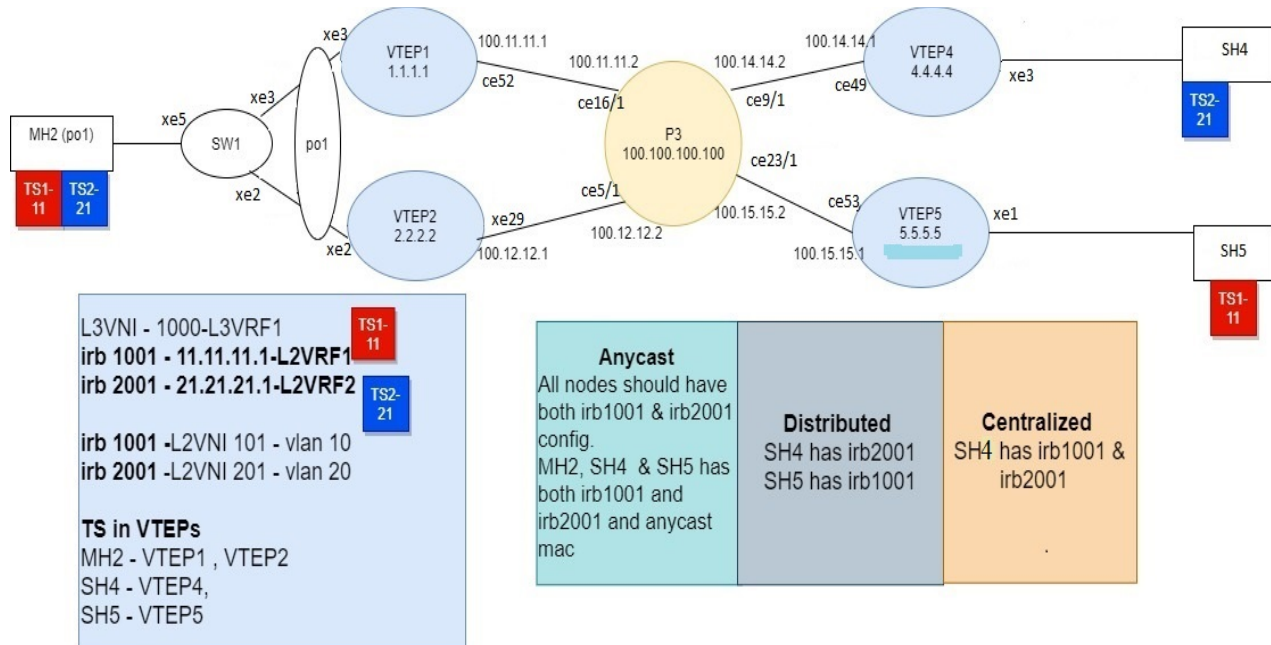 xe3
VTEP1
1.1.1.1
100.11.11.1
ce52
100.11.11.2
ce16/1
100.14.14.1
100.14.14.2
ce9/1
ce49
VTEP4
4.4.4.4
xe3
SH4
TS2-
21
MH2 (po1)
TS1-
11
TS2-
21
xe5
SW1
xe3
xe2
po1
P3
100.100.100.100
xe2
VTEP2
2.2.2.2
xe29
100.12.12.1
ce5/1
100.12.12.2
ce23/1
100.15.15.2
ce53
100.15.15.1
VTEP5
5.5.5.5
xe1
SH5
TS1-
11
L3VNI - 1000-L3VRF1
irb 1001 - 11.11.11.1-L2VRF1
TS1-
11
irb 2001 - 21.21.21.1-L2VRF2
TS2-
21
irb 1001 -L2VNI 101 - vlan 10
irb 2001 -L2VNI 201 - vlan 20
TS in VTEPs
MH2 - VTEP1 , VTEP2
SH4 - VTEP4,
SH5 - VTEP5
Anycast
All nodes should have
both irb1001 & irb2001
config.
MH2, SH4 & SH5 has
both irb1001 and
irb2001 and anycast
mac
Distributed
SH4 has irb2001
SH5 has irb1001
Centralized
SH4 has irb1001 &
irb2001
.